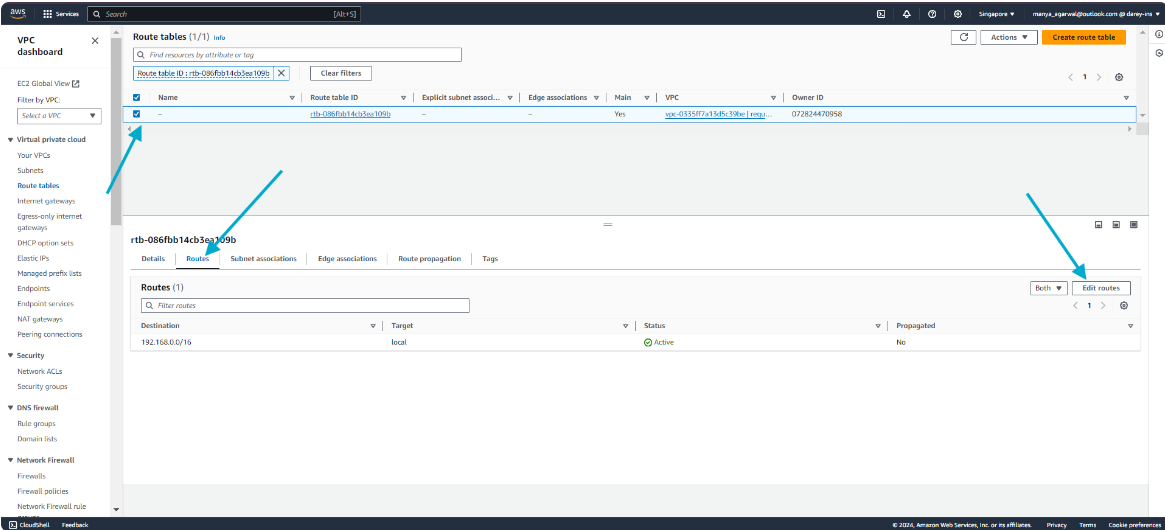 aws Services Search [Alt+S] Singapore ▼ manya_agarwal@outlook.com @ darey-ins ▼
VPC dashboard
EC2 Global View
Filter by VPC:
Select a VPC
Virtual private cloud
Your VPCs
Subnets
Route tables
Internet gateways
Egress-only internet gateways
DHCP option sets
Elastic IPs
Managed prefix lists
Endpoints
Endpoint services
NAT gateways
Peering connections
Security
Network ACLs
Security groups
DNS firewall
Rule groups
Domain lists
Network Firewall
Firewalls
Firewall policies
Network Firewall rule
Route tables (1/1) Info
Actions Create route table
Find resources by attribute or tag
Route table ID : rtb-086fbb14cb3ea109b Clear filters
1
Name Route table ID Explicit subnet associ... Edge associations Main VPC Owner ID
– rtb-086fbb14cb3ea109b – – Yes vpc-0335ff7a13d5c39be | requ... 072824470958
rtb-086fbb14cb3ea109b
Details Routes Subnet associations Edge associations Route propagation Tags
Routes (1) Both Edit routes
Filter routes 1
Destination Target Status Propagated
192.168.0.0/16 local Active No
CloudShell Feedback © 2024, Amazon Web Services, Inc. or its affiliates. Privacy Terms Cookie preferences